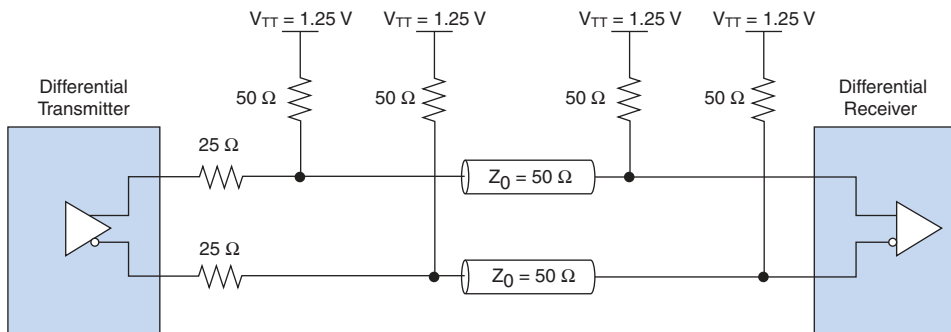 V_TT = 1.25 V
V_TT = 1.25 V
V_TT = 1.25 V
V_TT = 1.25 V
Differential
Transmitter
50 Ω
50 Ω
50 Ω
50 Ω
Differential
Receiver
25 Ω
Z_0 = 50 Ω
25 Ω
Z_0 = 50 Ω